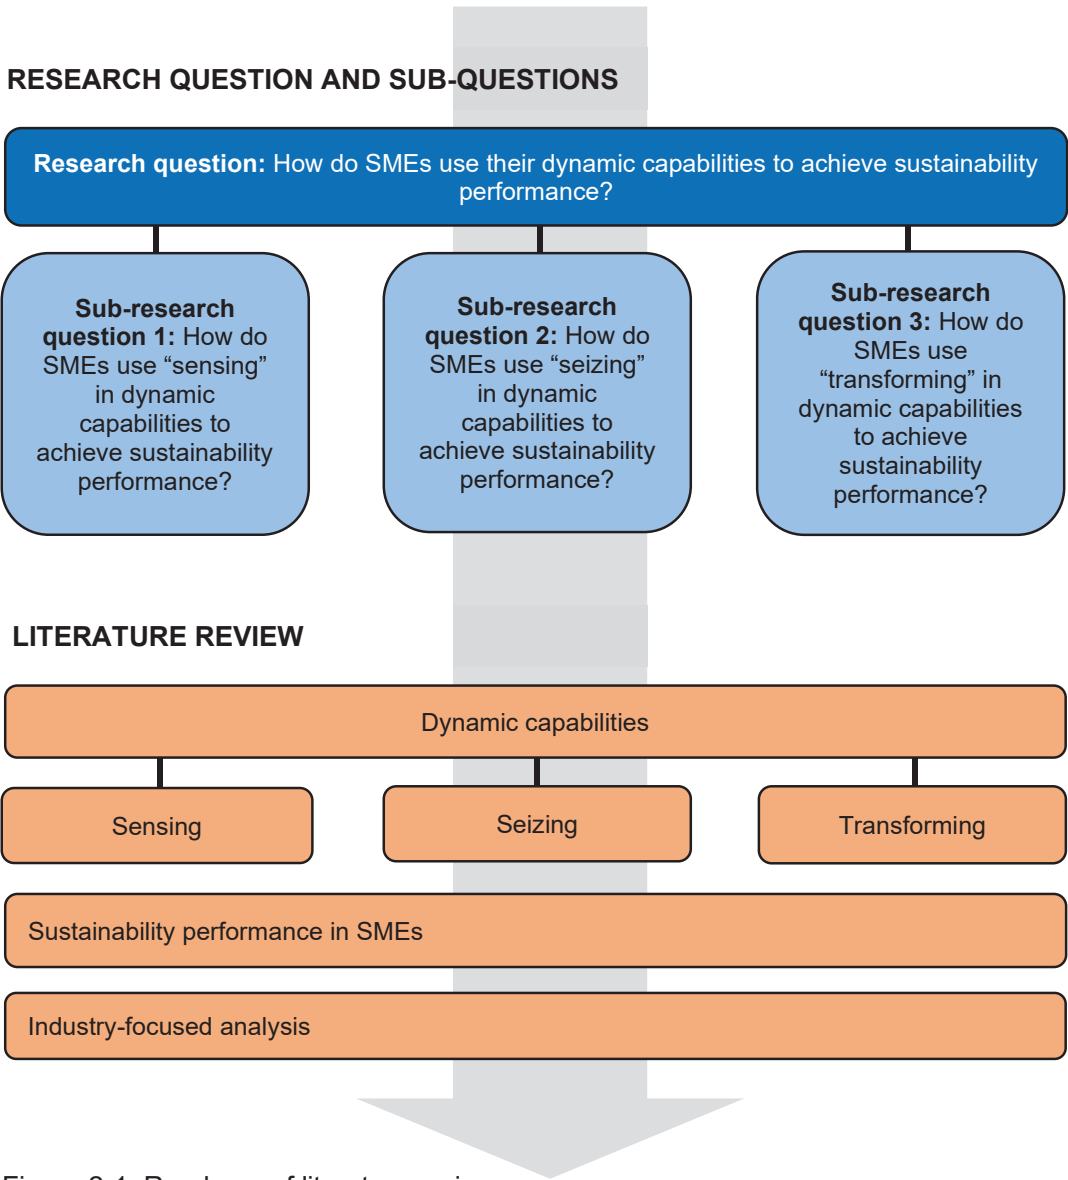 RESEARCH QUESTION AND SUB-QUESTIONS
Research question: How do SMEs use their dynamic capabilities to achieve sustainability
performance?
Sub-research
question 1: How do
SMEs use “sensing”
in dynamic
capabilities to
achieve sustainability
performance?
Sub-research
question 2: How do
SMEs use “seizing”
in dynamic
capabilities to
achieve sustainability
performance?
Sub-research
question 3: How do
SMEs use
“transforming” in
dynamic capabilities
to achieve
sustainability
performance?
LITERATURE REVIEW
Dynamic capabilities
Sensing
Seizing
Transforming
Sustainability performance in SMEs
Industry-focused analysis